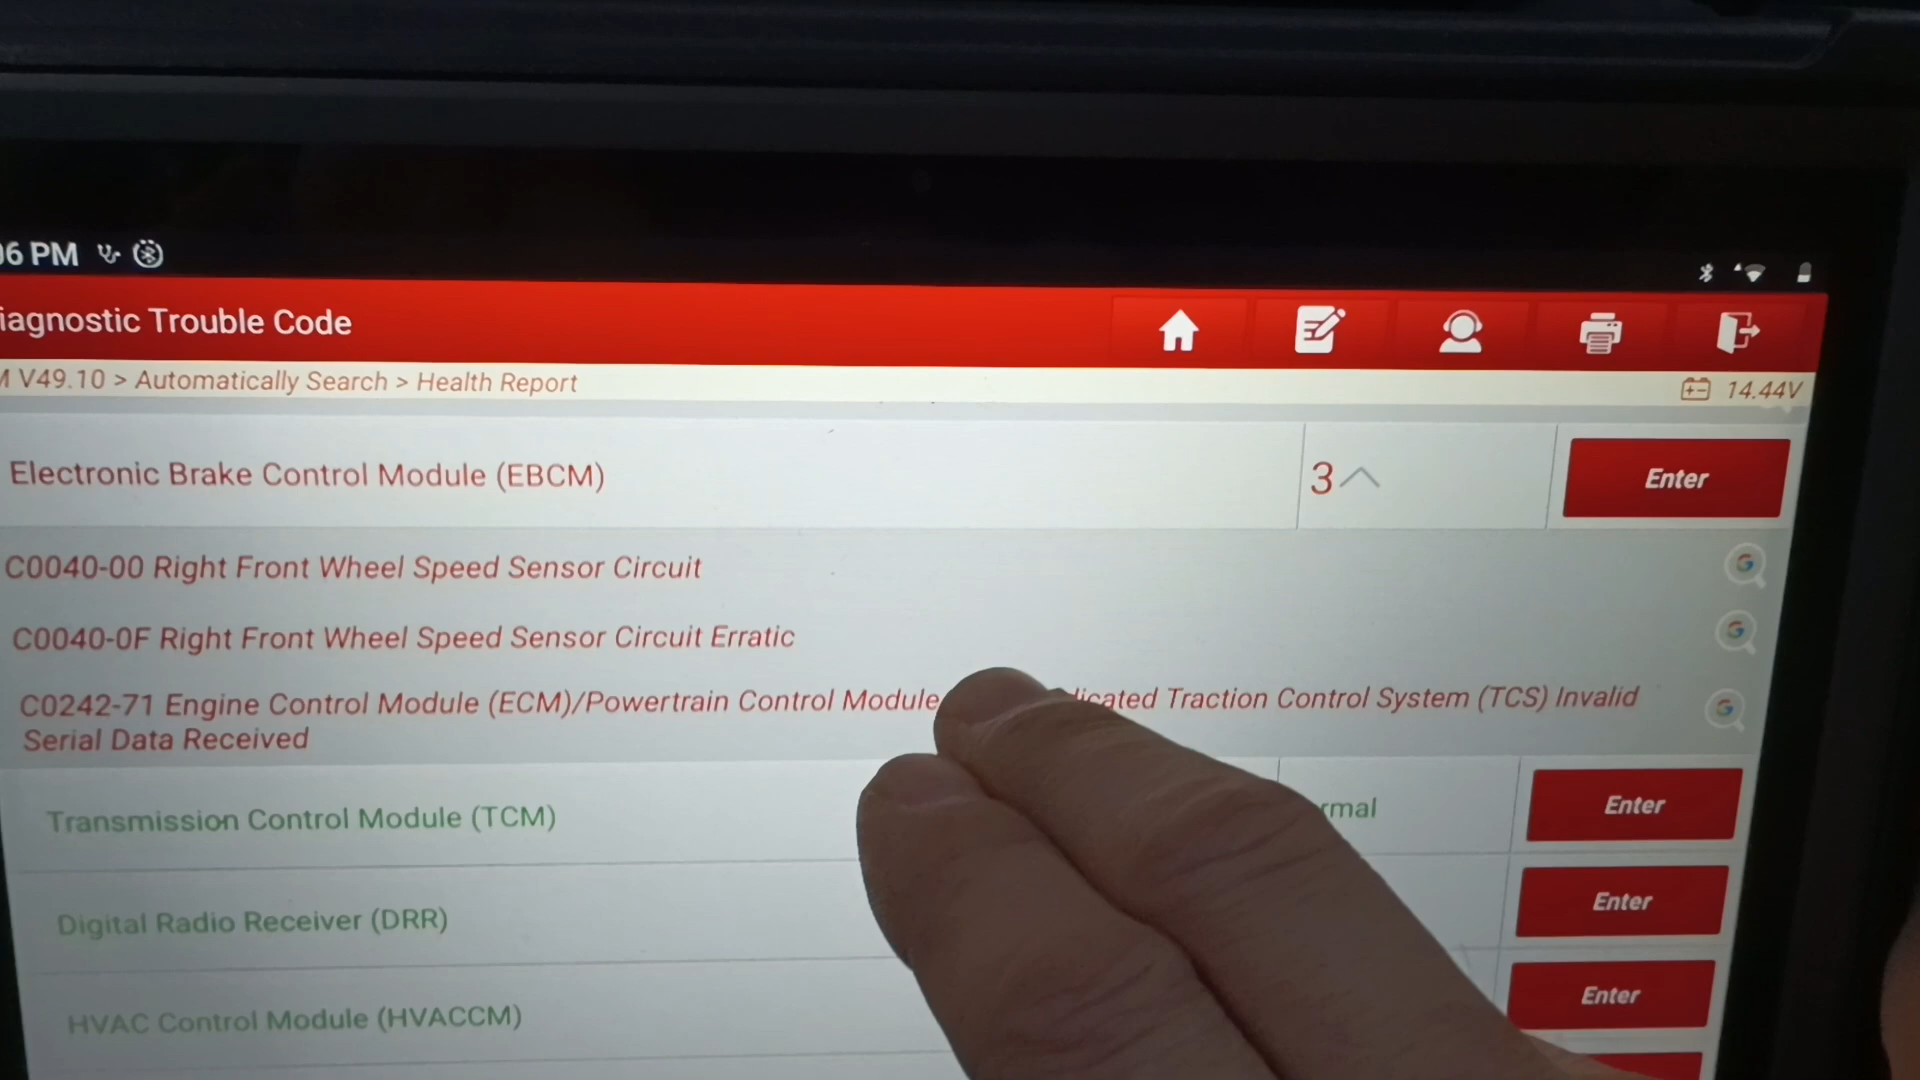 06 PM
iagnostic Trouble Code
V49.10 > Automatically Search > Health Report
14.44V
Electronic Brake Control Module (EBCM)
3
Enter
C0040-00 Right Front Wheel Speed Sensor Circuit
C0040-0F Right Front Wheel Speed Sensor Circuit Erratic
C0242-71 Engine Control Module (ECM)/Powertrain Control Module Traction Control System (TCS) Invalid
Serial Data Received
Transmission Control Module (TCM)
rmal
Enter
Digital Radio Receiver (DRR)
Enter
HVAC Control Module (HVACCM)
Enter